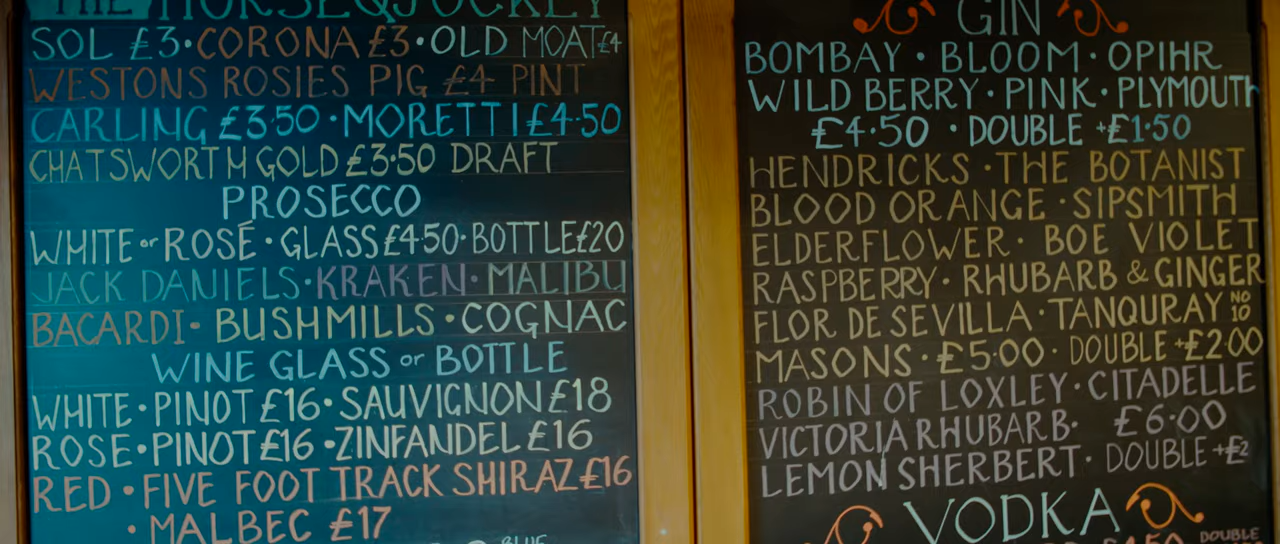 THE HORSE & JOCKEY
SOL £3 • CORONA £3 • OLD MOAT £4
WESTONS ROSIES PIG £4 PINT
CARLING £3·50 • MORETTI £4·50
CHATSWORTH GOLD £3·50 DRAFT
PROSECCO
WHITE or ROSÉ • GLASS £4·50 • BOTTLE £20
JACK DANIELS • KRAKEN • MALIBU
BACARDI • BUSHMILLS • COGNAC
WINE GLASS or BOTTLE
WHITE • PINOT £16 • SAUVIGNON £18
ROSE • PINOT £16 • ZINFANDEL £16
RED • FIVE FOOT TRACK SHIRAZ £16
• MALBEC £17
BLUE
GIN
BOMBAY • BLOOM • OPIHR
WILD BERRY • PINK • PLYMOUTH
£4·50 • DOUBLE +£1·50
HENDRICKS • THE BOTANIST
BLOOD ORANGE • SIPSMITH
ELDERFLOWER • BOE VIOLET
RASPBERRY • RHUBARB & GINGER
FLOR DE SEVILLA • TANQURAY NO 10
MASONS • £5·00 • DOUBLE +£2·00
ROBIN OF LOXLEY • CITADELLE
VICTORIA RHUBARB • £6·00
LEMON SHERBERT • DOUBLE +£2
VODKA
£4·50 DOUBLE